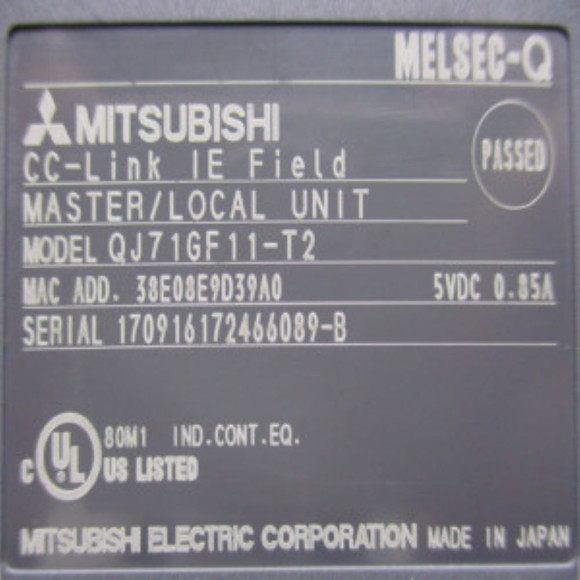 MELSEC-Q
MITSUBISHI
CC-Link IE Field
PASSED
MASTER/LOCAL UNIT
MODEL QJ71GF11-T2
MAC ADD. 38E08E9D39A0 5VDC 0.85A
SERIAL 170916172466089-B
80M1 IND.CONT.EQ.
c UL US LISTED
MITSUBISHI ELECTRIC CORPORATION MADE IN JAPAN